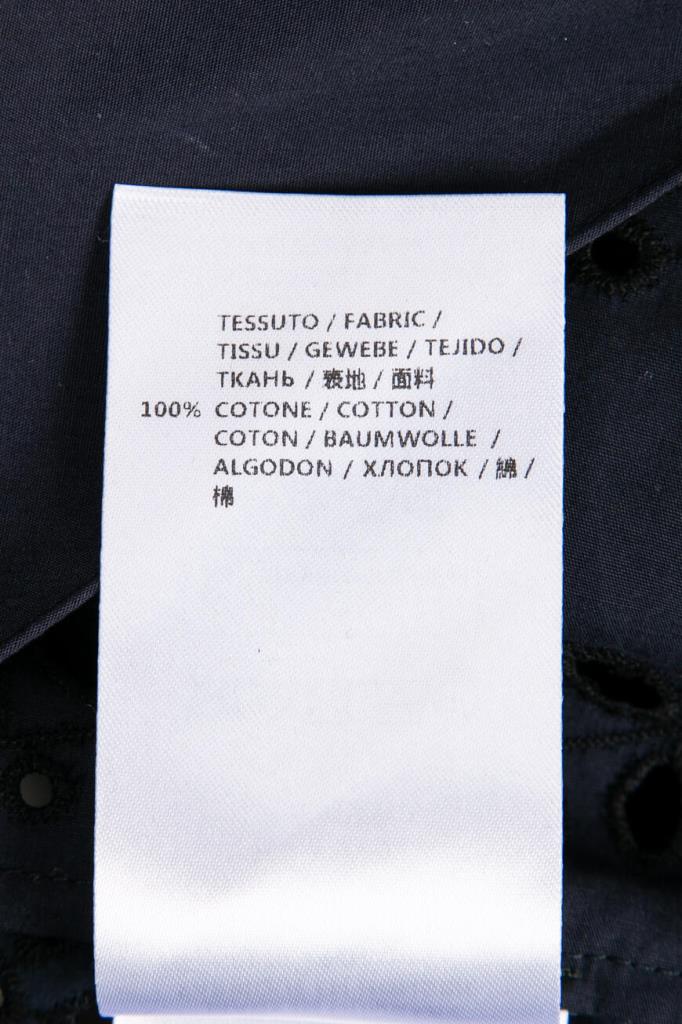 TESSUTO / FABRIC /
TISSU / GEWEBE / TEJIDO /
ТКАНЬ / 表地 / 面料
100% COTONE / COTTON /
COTON / BAUMWOLLE /
ALGODON / ХЛОПОК / 綿 /
棉